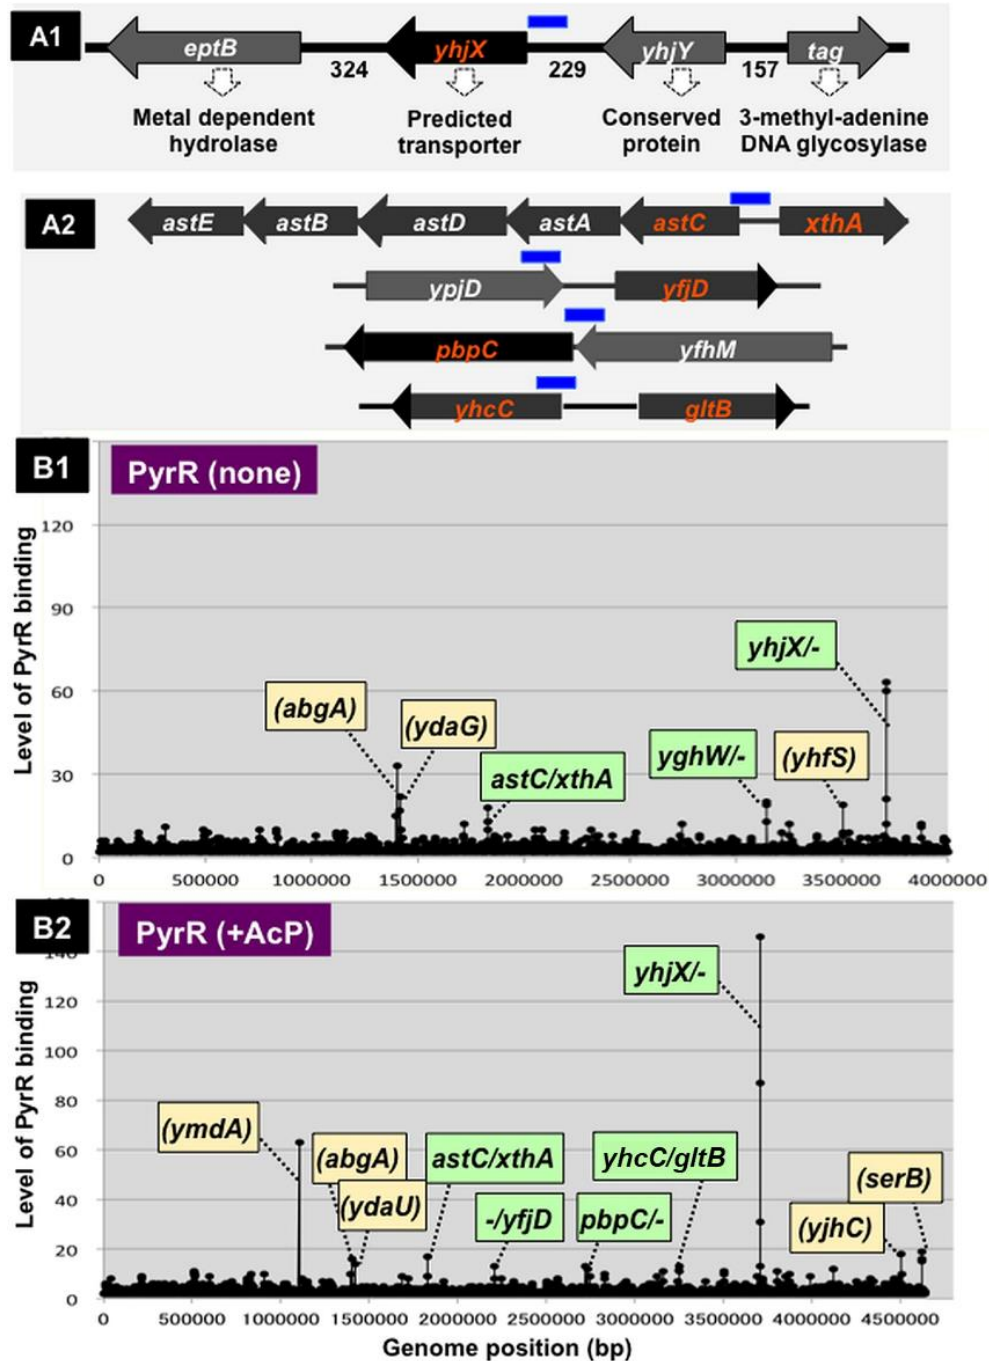 A1
eptB yhjX yhjY tag
324 229 157
Metal dependent hydrolase
Predicted transporter
Conserved protein
3-methyl-adenine DNA glycosylase
A2
astE astB astD astA astC xthA
ypjD yfjD
pbpC yfhM
yhcC gltB
B1
PyrR (none)
Level of PyrR binding
120
90
60
30
0
(abgA)
(ydaG)
astC/xthA
yghW/-
(yhfS)
yhjX/-
0 500000 1000000 1500000 2000000 2500000 3000000 3500000 4000000
B2
PyrR (+AcP)
Level of PyrR binding
140
120
100
80
60
40
20
0
(ymdA)
(abgA)
(ydaU)
astC/xthA
-/yfjD
pbpC/-
yhcC/gltB
yhjX/-
(yjhC)
(serB)
0 500000 1000000 1500000 2000000 2500000 3000000 3500000 4000000 4500000
Genome position (bp)